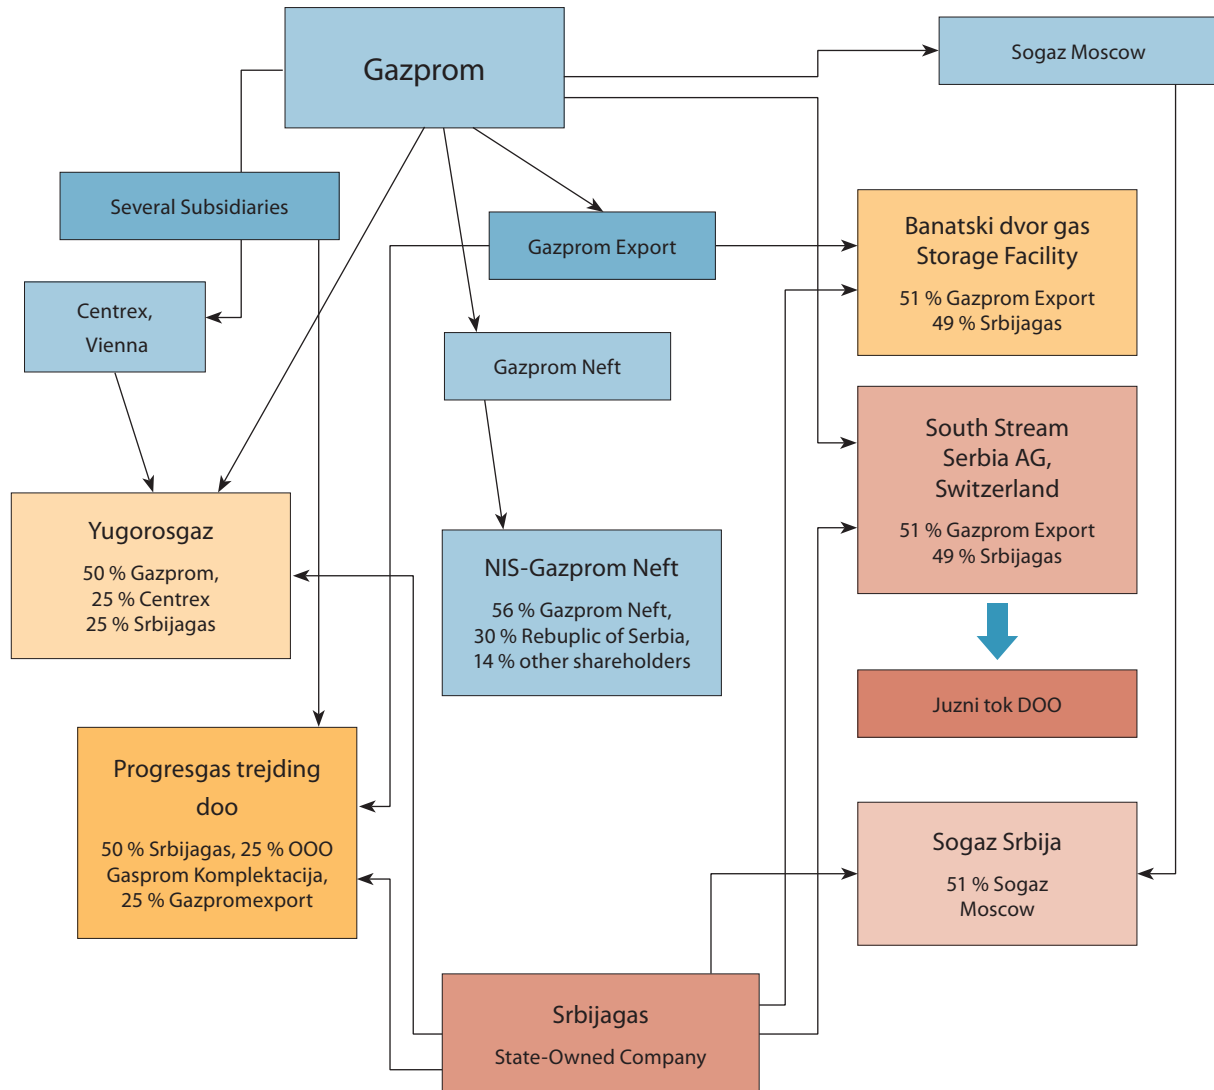 Gazprom
Sogaz Moscow
Several Subsidiaries
Gazprom Export
Banatski dvor gas
Storage Facility
51 % Gazprom Export
49 % Srbijagas
Centrex,
Vienna
Gazprom Neft
South Stream
Serbia AG,
Switzerland
51 % Gazprom Export
49 % Srbijagas
Yugorosgaz
50 % Gazprom,
25 % Centrex
25 % Srbijagas
NIS-Gazprom Neft
56 % Gazprom Neft,
30 % Rebuplic of Serbia,
14 % other shareholders
Juzni tok DOO
Progresgas trejding
doo
50 % Srbijagas, 25 % OOO
Gasprom Komplektacija,
25 % Gazpromexport
Sogaz Srbija
51 % Sogaz
Moscow
Srbijagas
State-Owned Company